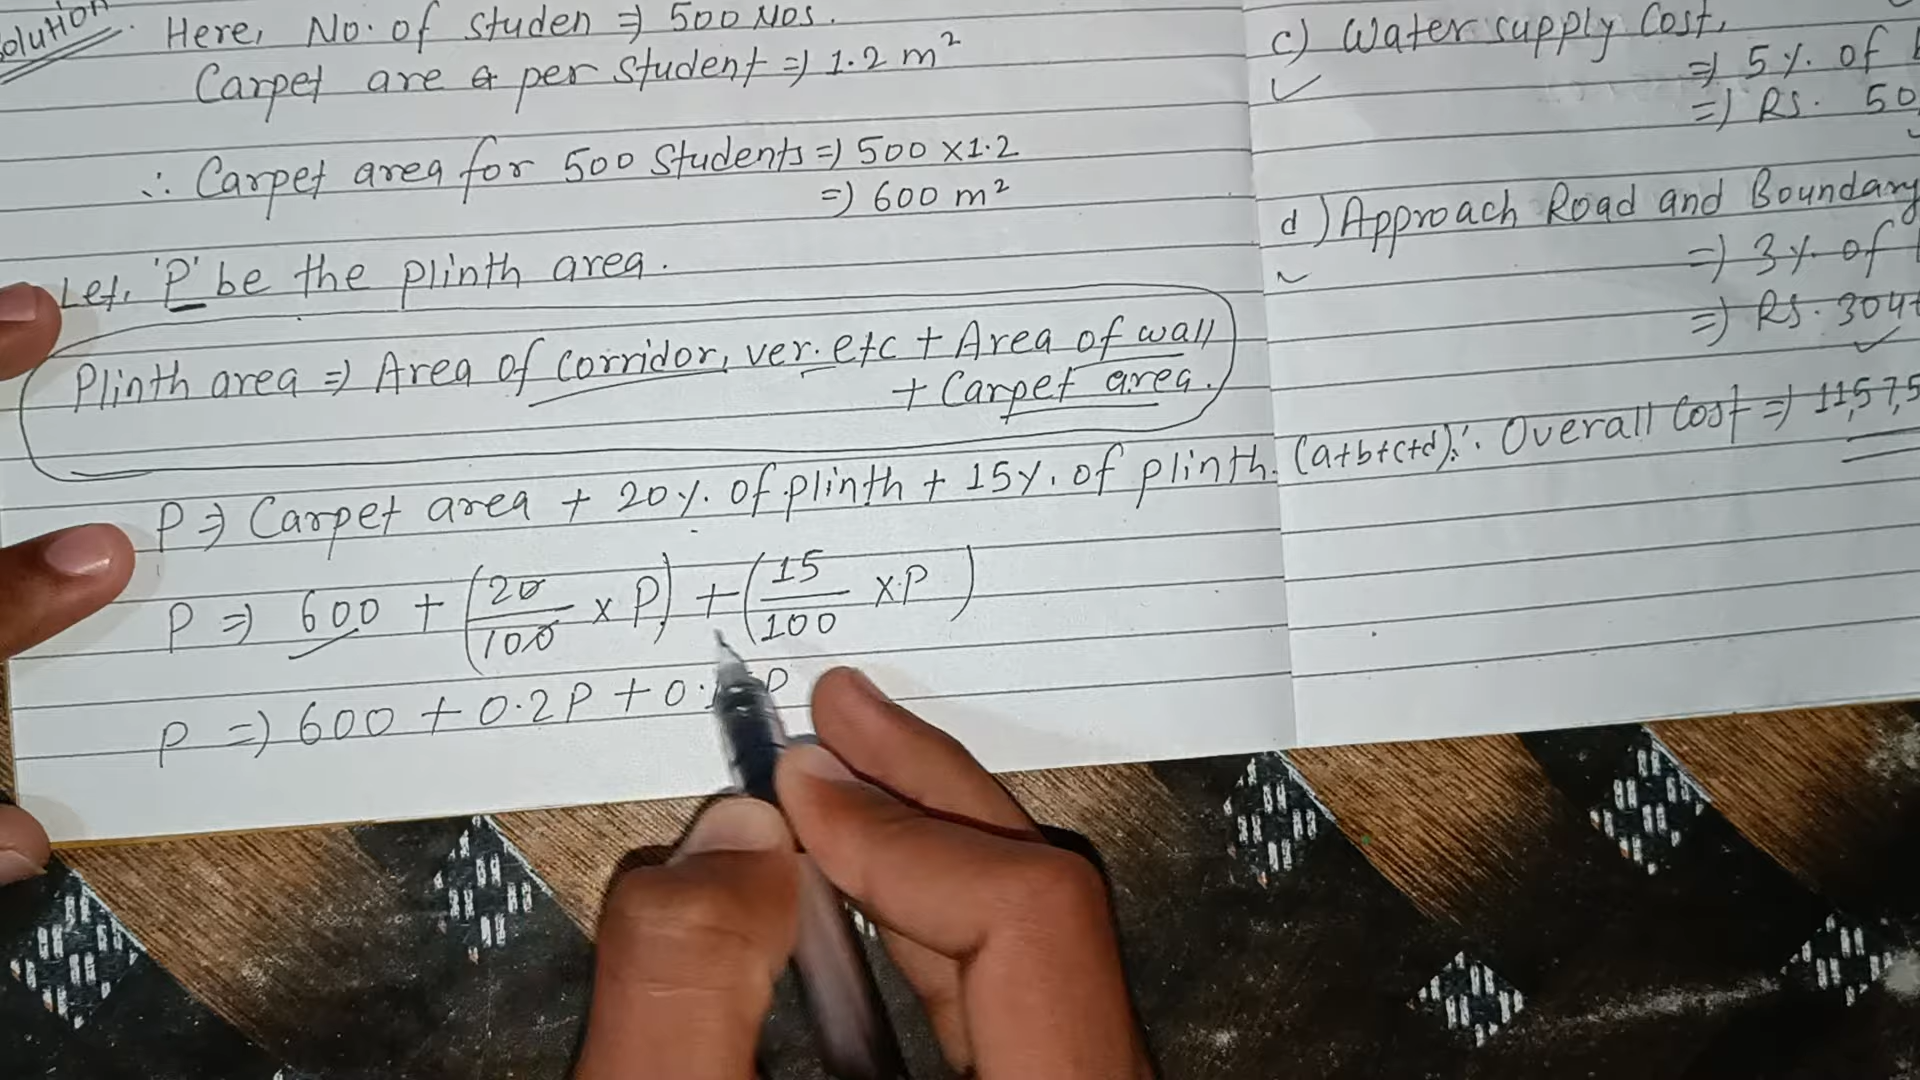 Solution.
Here, No. of studen ⇒ 500 Nos.
Carpet are a per student ⇒ 1.2 m²
∴ Carpet area for 500 Students ⇒ 500 x 1.2
⇒ 600 m²
Let, 'P' be the plinth area.
Plinth area ⇒ Area of corridor, ver. etc + Area of wall
+ Carpet area.
P ⇒ Carpet area + 20%. of plinth + 15%. of plinth.
P ⇒ 600 + (20/100 x P) + (15/100 x P)
P ⇒ 600 + 0.2P + 0. P
c) Water supply Cost,
⇒ 5%. of
⇒ Rs. 50
d) Approach Road and Boundary
⇒ 3%. of
⇒ Rs. 304
(a+b+c+d) ∴ Overall Cost ⇒ 11,57,5